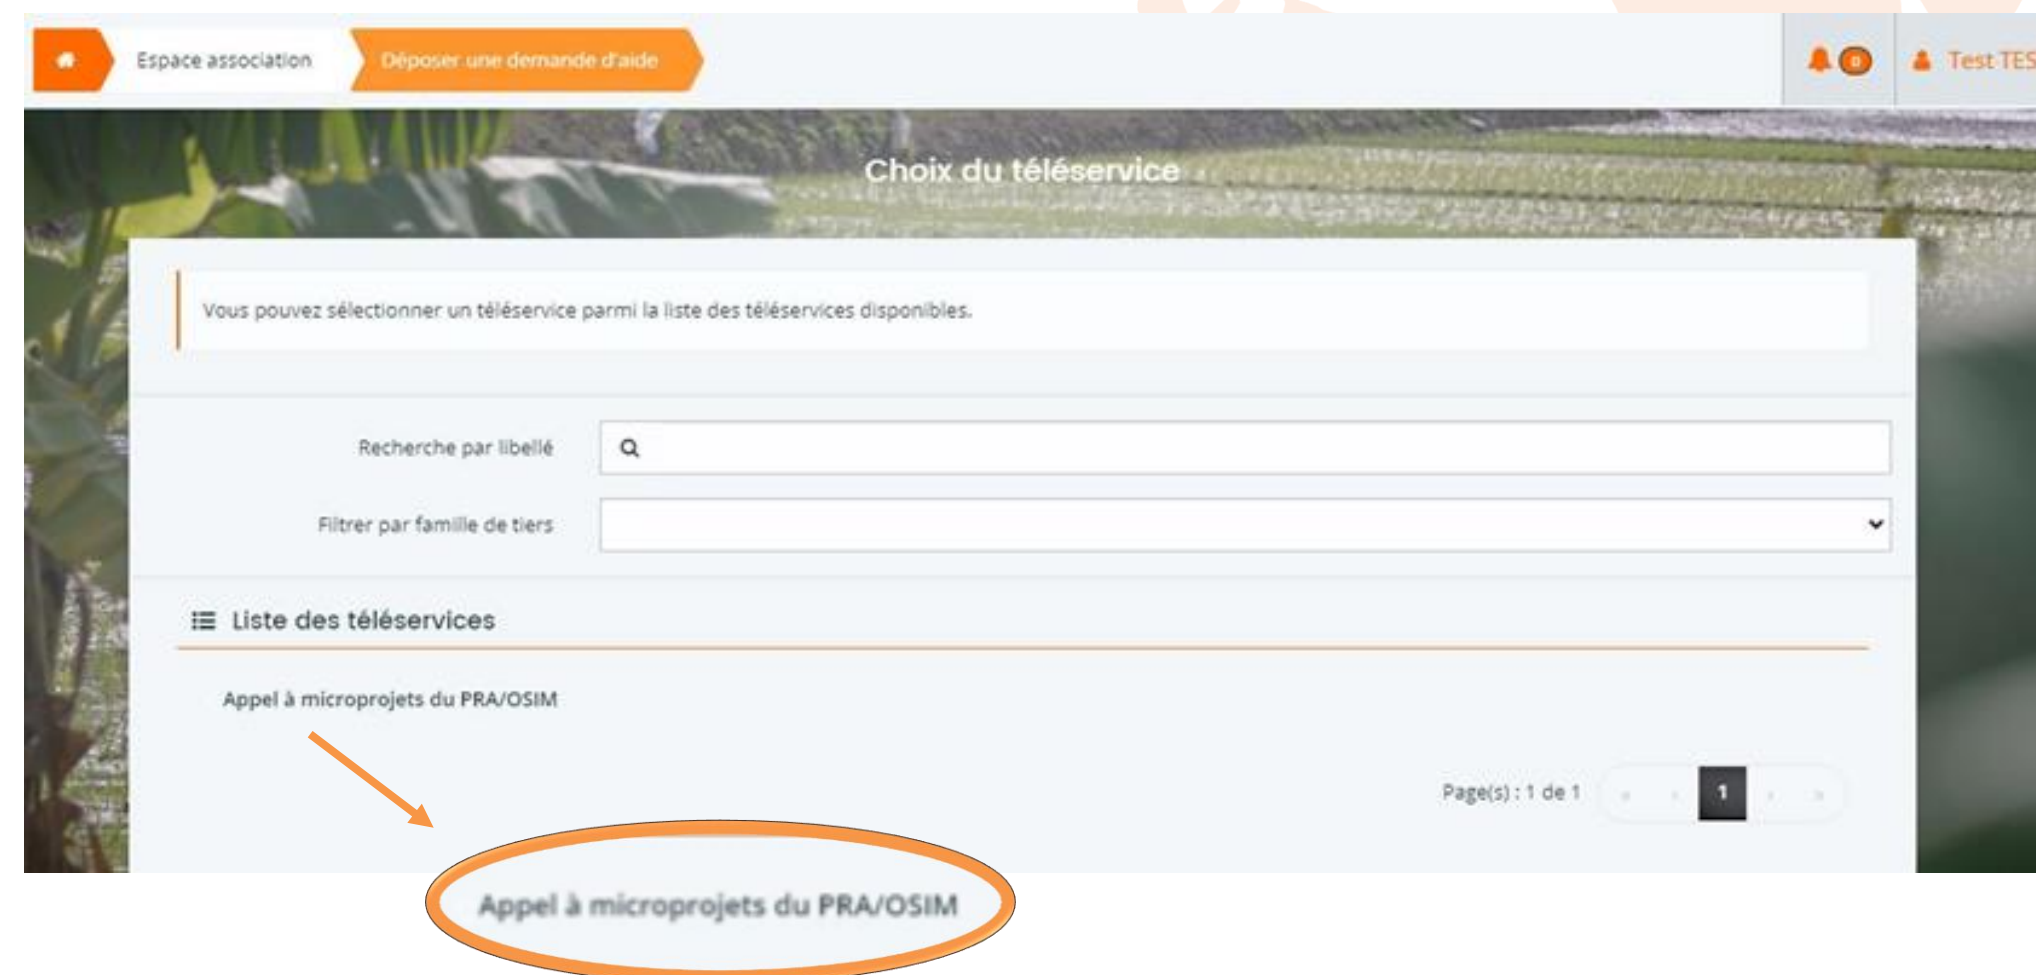 Espace association
Déposer une demande d'aide
0
Test TES
Choix du téléservice
Vous pouvez sélectionner un téléservice parmi la liste des téléservices disponibles.
Recherche par libellé
Filtrer par famille de tiers
Liste des téléservices
Appel à microprojets du PRA/OSIM
Page(s) : 1 de 1 « ‹ 1 › »
Appel à microprojets du PRA/OSIM